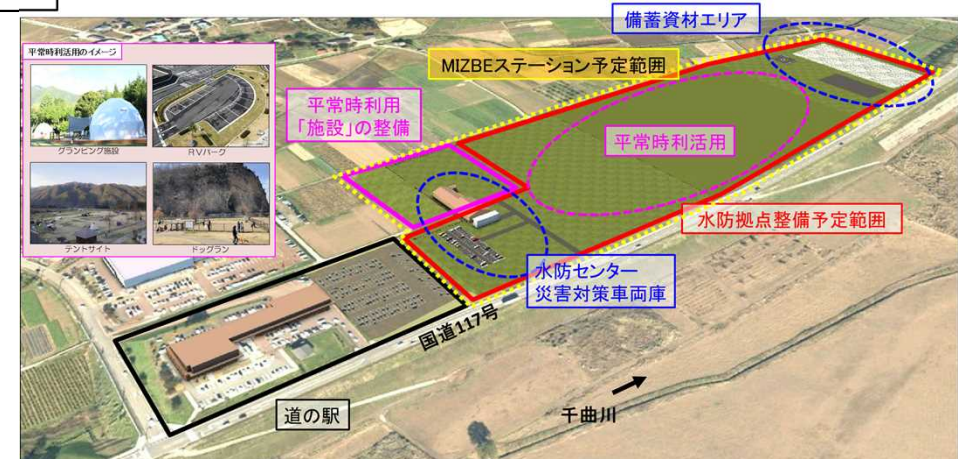 備蓄資材エリア
平常時利活用のイメージ
グランピング施設
RVパーク
テントサイト
ドッグラン
MIZBEステーション予定範囲
平常時利用
「施設」の整備
平常時利活用
水防拠点整備予定範囲
水防センター
災害対策車両庫
国道117号
千曲川
道の駅